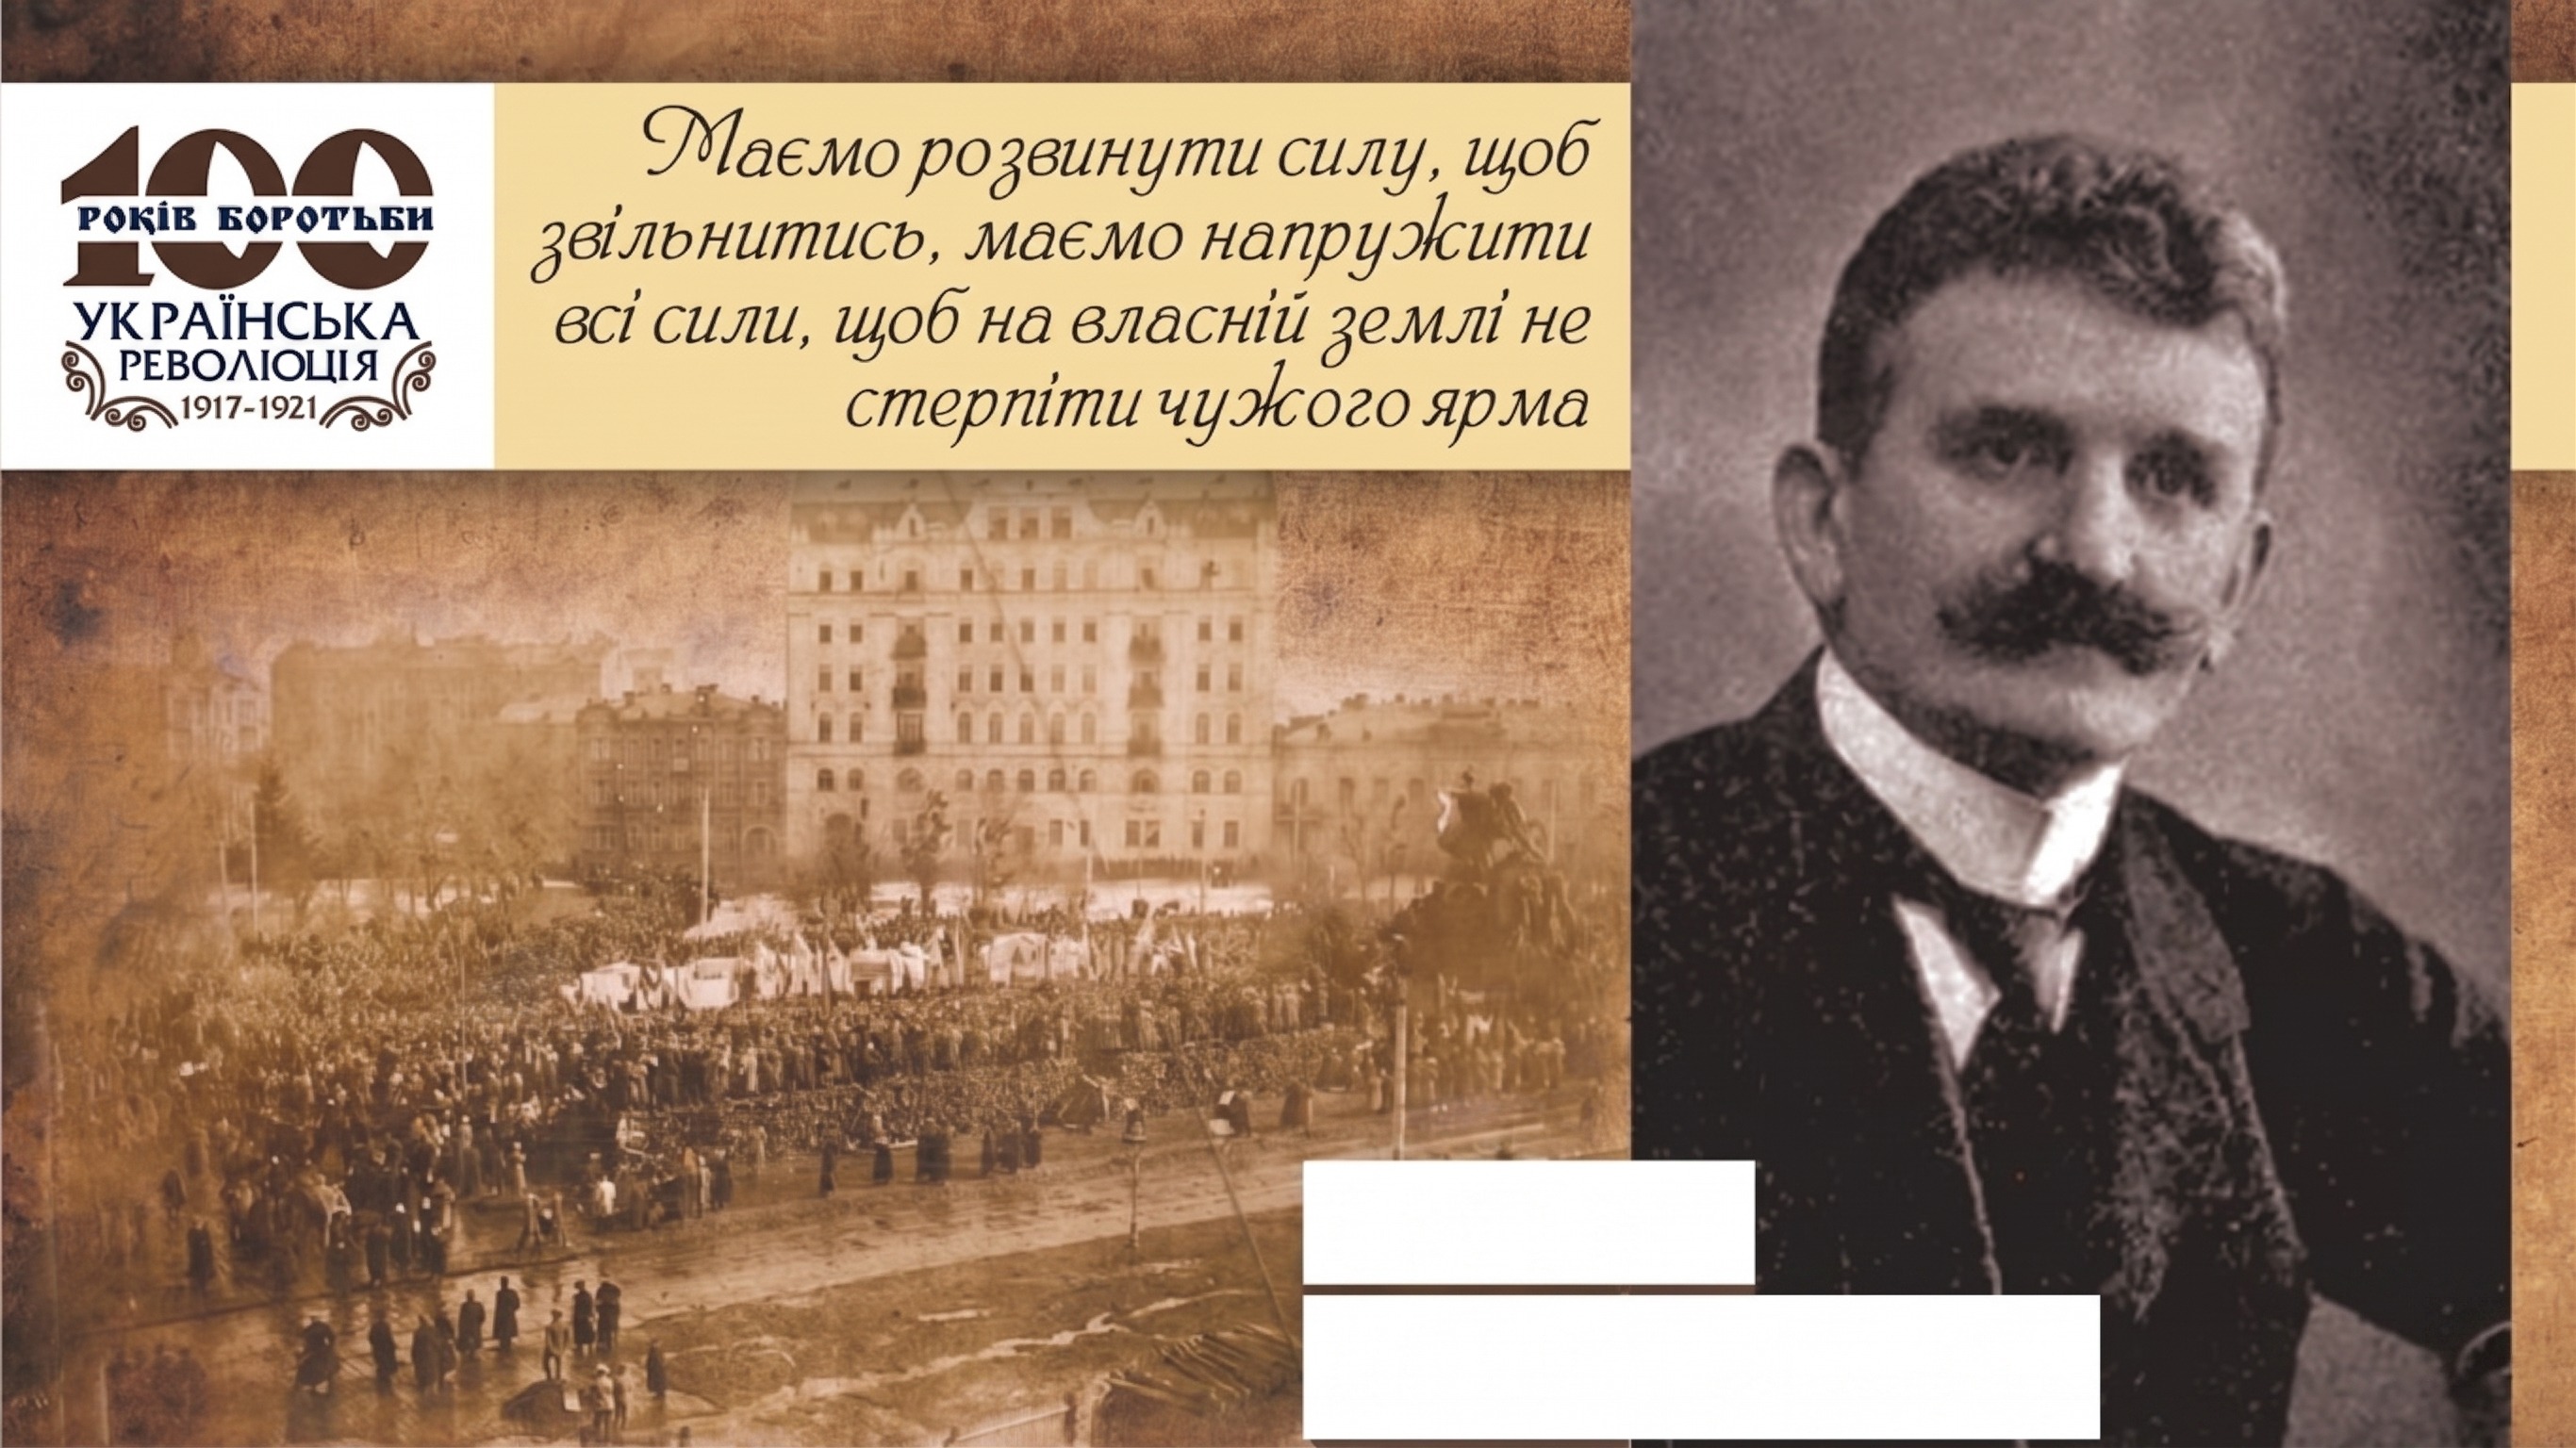 100
РОКІВ БОРОТЬБИ
УКРАЇНСЬКА
РЕВОЛЮЦІЯ
1917-1921
Маємо розвинути силу, щоб
звільнитись, маємо напружити
всі сили, щоб на власній землі не
стерпіти чужого ярма